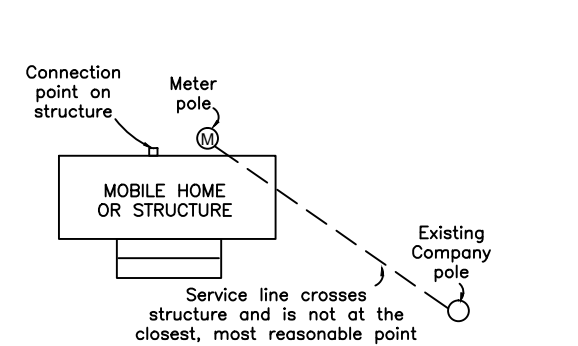 Connection
point on
structure
Meter
pole
M
MOBILE HOME
OR STRUCTURE
Existing
Company
pole
Service line crosses
structure and is not at the
closest, most reasonable point